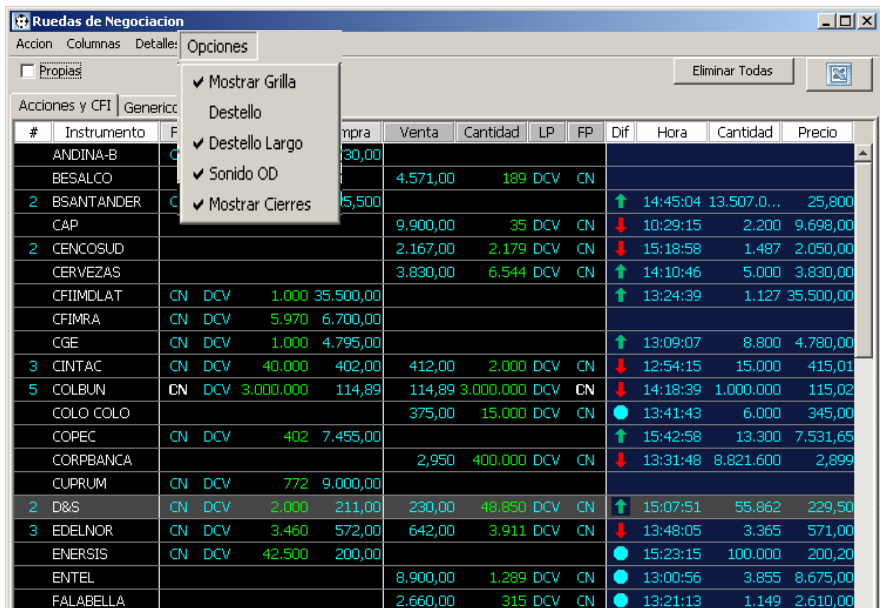 Ruedas de Negociacion
Accion Columnas Detalles Opciones
Propias Eliminar Todas
Mostrar Grilla
Destello
Destello Largo
Sonido OD
Mostrar Cierres
Acciones y CFI
# Instrumento Venta Cantidad LP FP Dif Hora Cantidad Precio
ANDINA-B
BESALCO 4.571,00 189 DCV CN
2 BSANTANDER 14:45:04 13.507.0... 25,800
CAP 9.900,00 35 DCV CN 10:29:15 2.200 9.698,00
2 CENCOSUD 2.167,00 2.179 DCV CN 15:18:58 1.487 2.050,00
CERVEZAS 3.830,00 6.544 DCV CN 14:10:46 5.000 3.830,00
CFIIMDLAT CN DCV 1.000 35.500,00 13:24:39 1.127 35.500,00
CFIMRA CN DCV 5.970 6.700,00
CGE CN DCV 1.000 4.795,00 13:09:07 8.800 4.780,00
3 CINTAC CN DCV 40.000 402,00 412,00 2.000 DCV CN 12:54:15 15.000 415,01
5 COLBUN CN DCV 3.000.000 114,89 114,89 3.000.000 DCV CN 14:18:39 1.000.000 115,02
COLO COLO 375,00 15.000 DCV CN 13:41:43 6.000 345,00
COPEC CN DCV 402 7.455,00 15:42:58 13.300 7.531,65
CORPBANCA 2,950 400.000 DCV CN 13:31:48 8.821.600 2,899
CUPRUM CN DCV 772 9.000,00
2 D&S CN DCV 2.000 211,00 230,00 48.850 DCV CN 15:07:51 55.862 229,50
3 EDELNOR CN DCV 3.460 572,00 642,00 3.911 DCV CN 13:48:05 3.365 571,00
ENERSIS CN DCV 42.500 200,00 15:23:15 100.000 200,20
ENTEL 8.900,00 1.289 DCV CN 13:00:56 3.855 8.675,00
FALABELLA 2.660,00 315 DCV CN 13:21:13 1.149 2.610,00